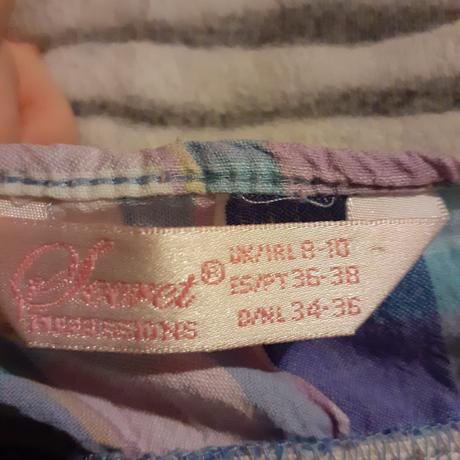 Secret®
POSSESSIONS
UK/IRL 8-10
ES/PT 36-38
D/NL 34-36